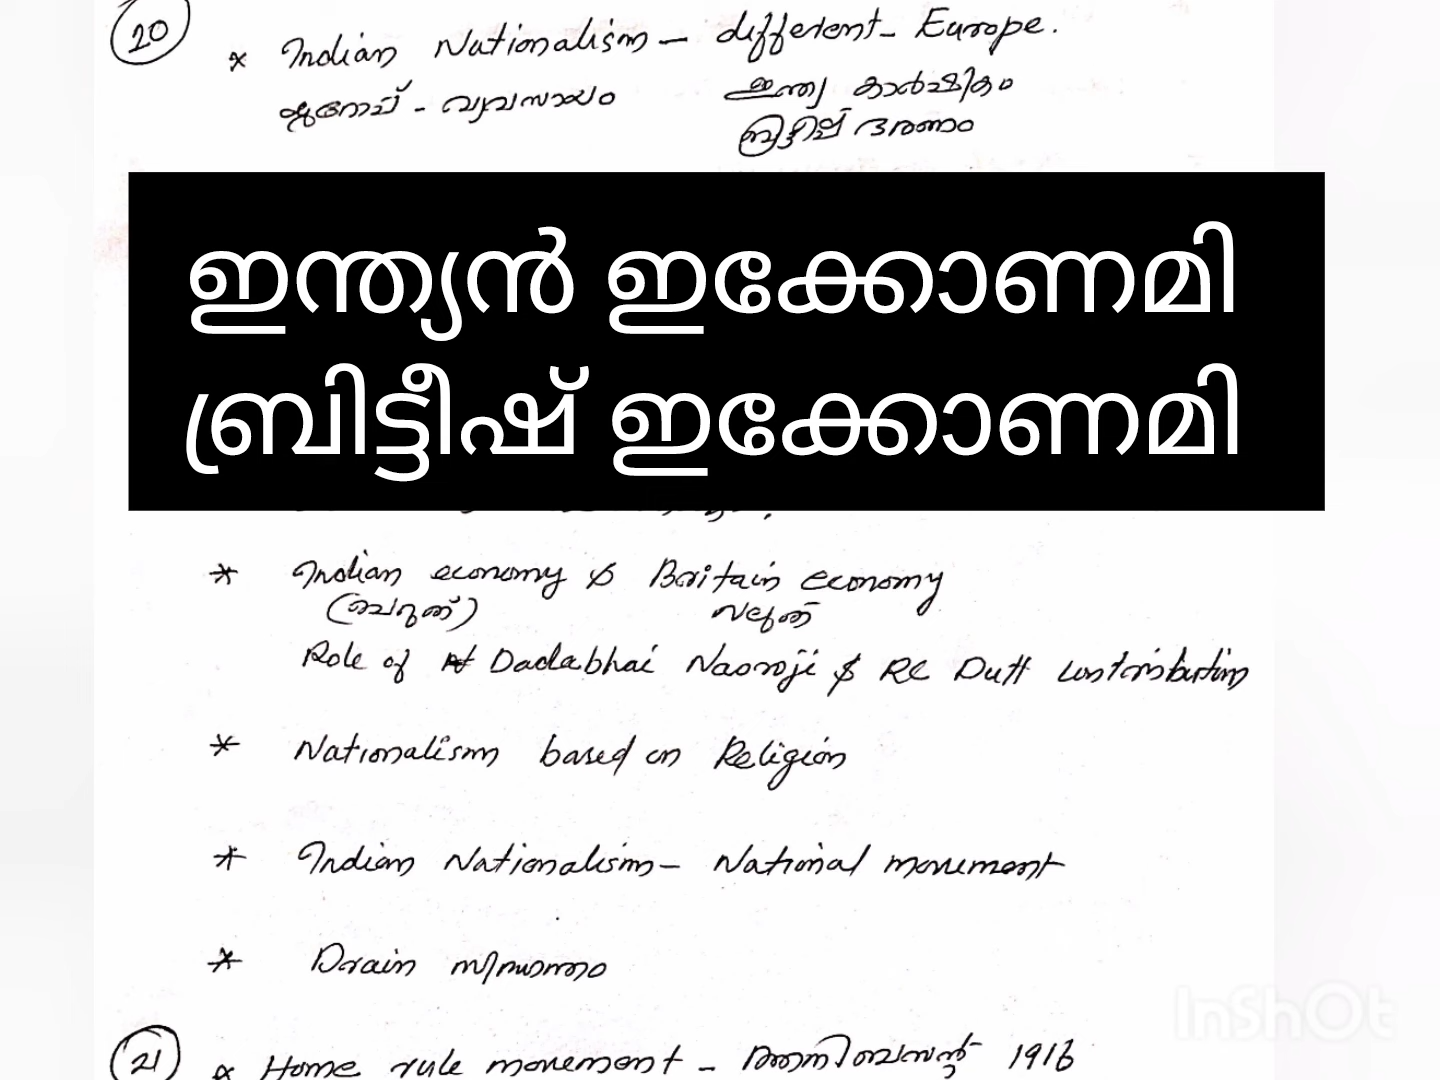 20
* Indian Nationalism - different - Europe.
യൂറോപ് - വ്യവസായം ഇന്ത്യ കാർഷികം
ബ്രിട്ടീഷ് ഭരണം
ഇന്ത്യൻ ഇക്കോണമി
ബ്രിട്ടീഷ് ഇക്കോണമി
* Indian economy & Britain economy
(ചെറുത്) വലുത്
Role of Dadabhai Naoroji & RC Dutt contribution
* Nationalism based on Religion
* Indian Nationalism - National movement
* Drain സിദ്ധാന്തം
21 * Home rule movement - ആനിബസന്റ് 1916
InShOt